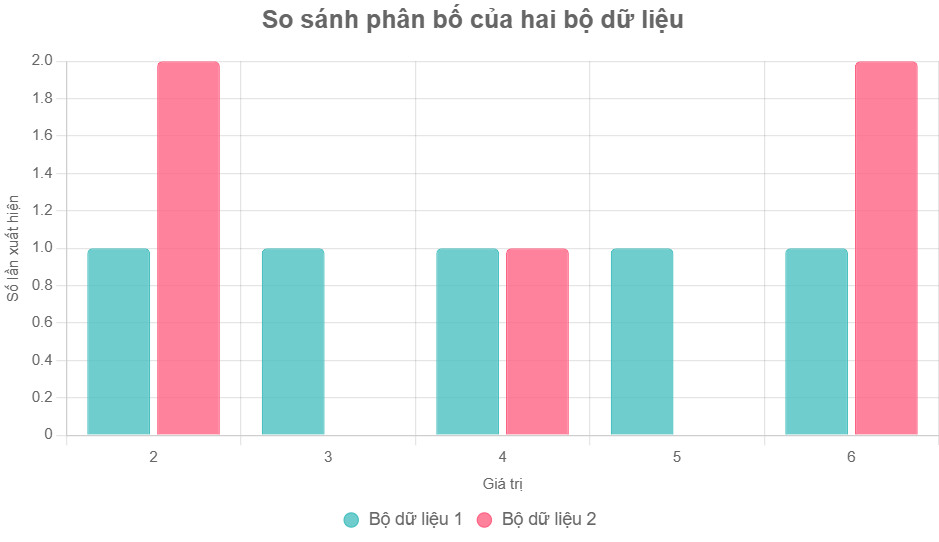 So sánh phân bố của hai bộ dữ liệu
Số lần xuất hiện
2.0
1.8
1.6
1.4
1.2
1.0
0.8
0.6
0.4
0.2
0
2 3 4 5 6
Giá trị
Bộ dữ liệu 1 Bộ dữ liệu 2